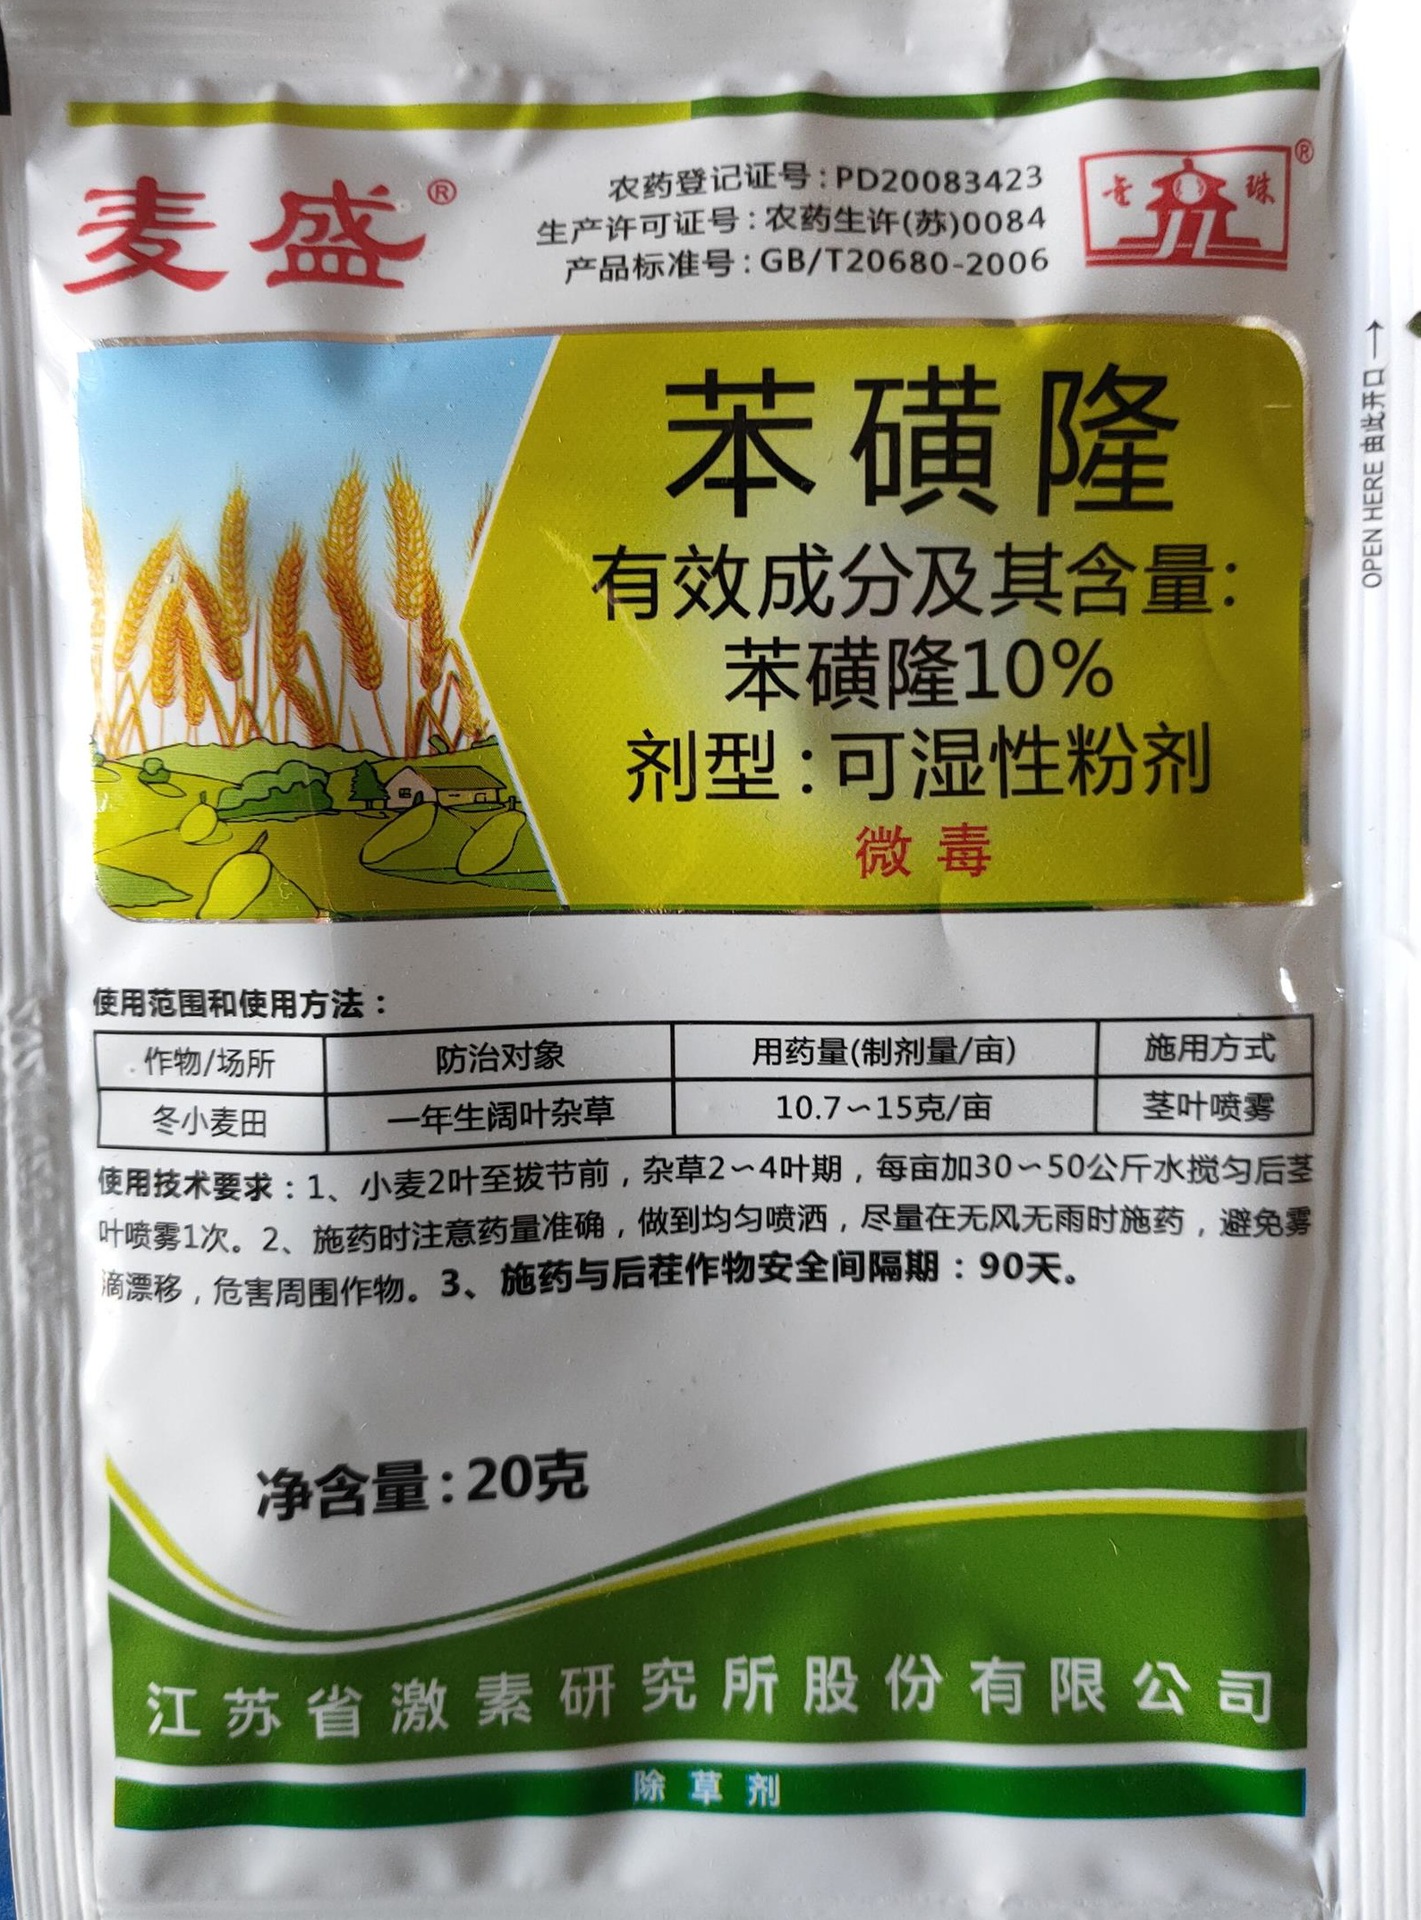 麦盛®
农药登记证号:PD20083423
生产许可证号:农药生许(苏)0084
产品标准号:GB/T20680-2006
珠
®
OPEN HERE 由此开口 →
苯磺隆
有效成分及其含量:
苯磺隆10%
剂型:可湿性粉剂
微毒
使用范围和使用方法:
作物/场所 防治对象 用药量(制剂量/亩) 施用方式
冬小麦田 一年生阔叶杂草 10.7~15克/亩 茎叶喷雾
使用技术要求:1、小麦2叶至拔节前,杂草2~4叶期,每亩加30~50公斤水搅匀后茎
叶喷雾1次。2、施药时注意药量准确,做到均匀喷洒,尽量在无风无雨时施药,避免雾
滴漂移,危害周围作物。3、施药与后茬作物安全间隔期:90天。
净含量:20克
江苏省激素研究所股份有限公司
除草剂